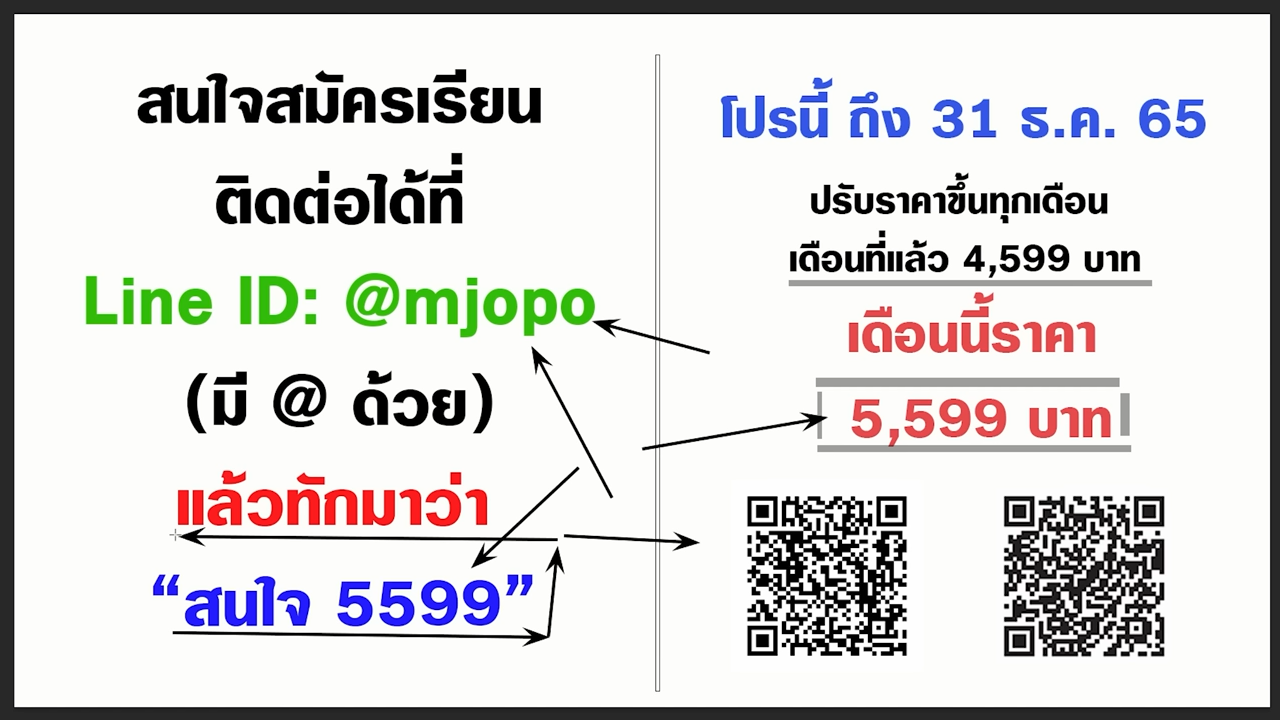 สนใจสมัครเรียน
ติดต่อได้ที่
Line ID: @mjopo
(มี @ ด้วย)
แล้วทักมาว่า
“สนใจ 5599”
โปรนี้ ถึง 31 ธ.ค. 65
ปรับราคาขึ้นทุกเดือน
เดือนที่แล้ว 4,599 บาท
เดือนนี้ราคา
5,599 บาท